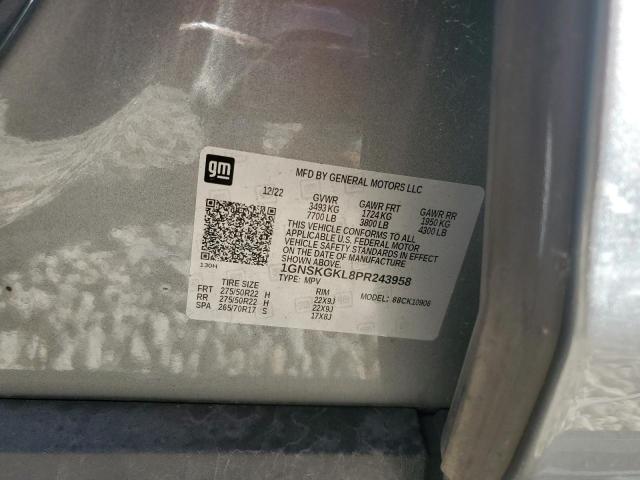 gm
MFD BY GENERAL MOTORS LLC
12/22 GVWR GAWR FRT GAWR RR
3493 KG 1724 KG 1950 KG
7700 LB 3800 LB 4300 LB
THIS VEHICLE CONFORMS TO ALL
APPLICABLE U.S. FEDERAL MOTOR
VEHICLE SAFETY STANDARDS IN EFFECT
ON THE DATE OF MANUFACTURE
SHOWN ABOVE.
130H 1GNSKGKL8PR243958
TYPE: MPV
TIRE SIZE RIM MODEL: 88CK10906
FRT 275/50R22 H 22X9J
RR 275/50R22 H 22X9J
SPA 265/70R17 S 17X8J